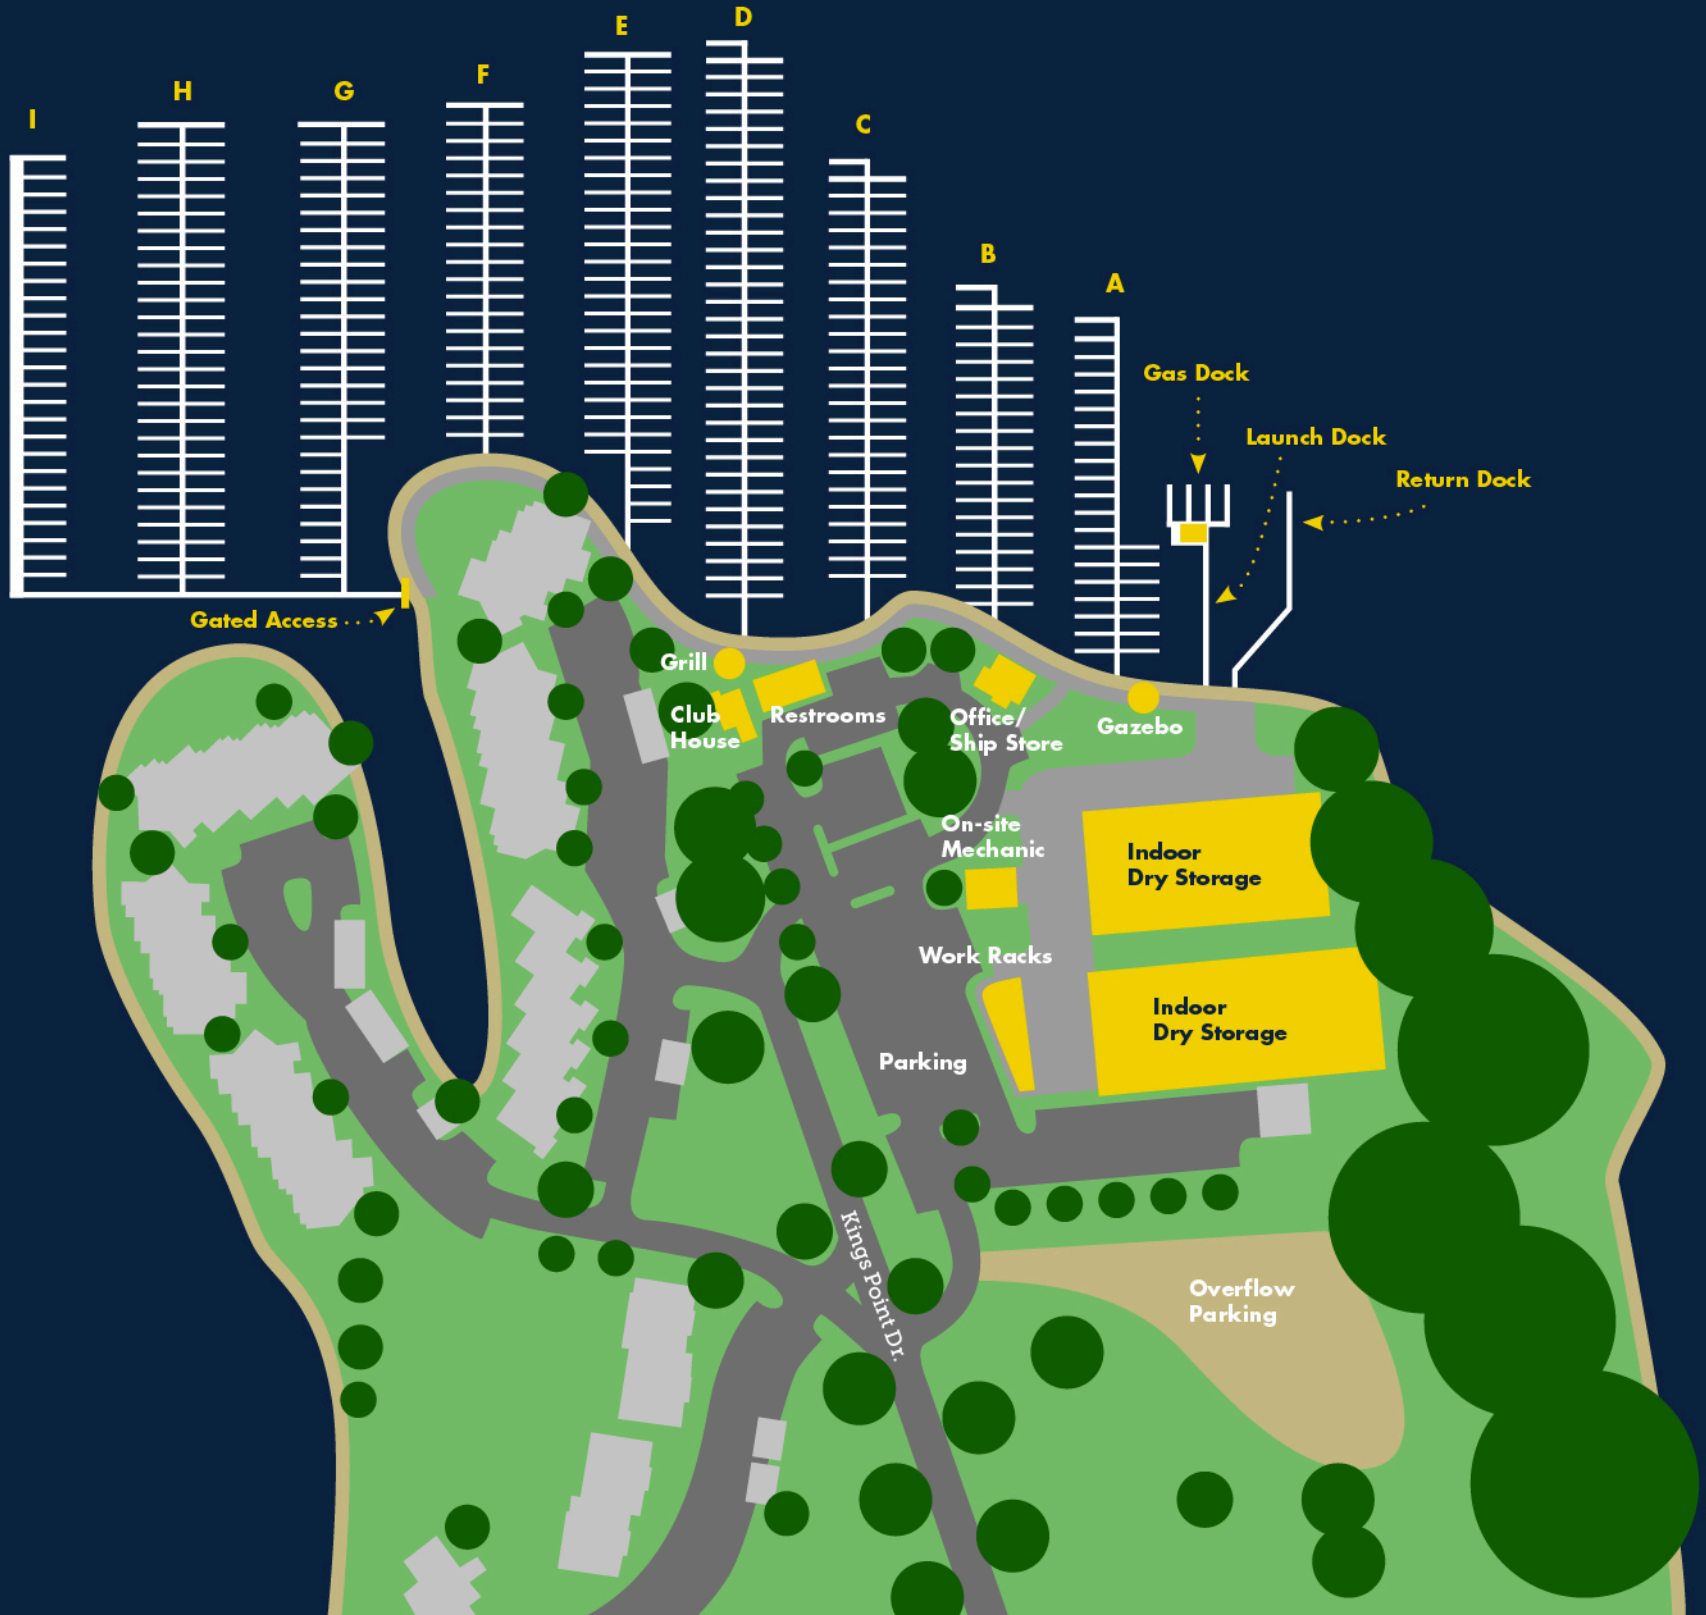 D
E
F
H
G
I
C
B
A
Gas Dock
Launch Dock
Return Dock
Gated Access
Grill
Club
House
Restrooms
Office/
Ship Store
Gazebo
On-site
Mechanic
Indoor
Dry Storage
Work Racks
Indoor
Dry Storage
Parking
Kings Point Dr.
Overflow
Parking